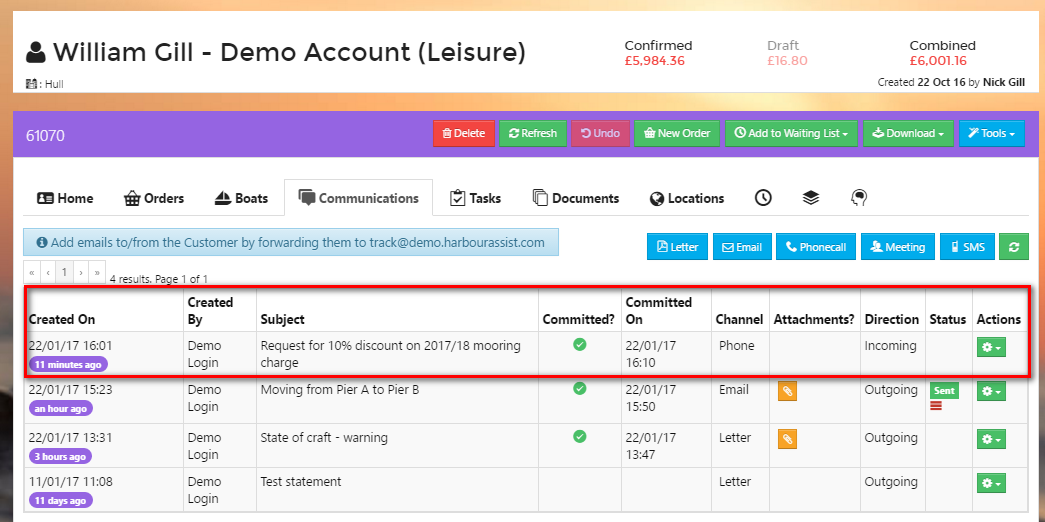 William Gill - Demo Account (Leisure)
Confirmed
£5,984.36
Draft
£16.80
Combined
£6,001.16
: Hull
Created 22 Oct 16 by Nick Gill
61070
Delete
Refresh
Undo
New Order
Add to Waiting List
Download
Tools
Home
Orders
Boats
Communications
Tasks
Documents
Locations
Add emails to/from the Customer by forwarding them to track@demo.harbourassist.com
Letter
Email
Phonecall
Meeting
SMS
« ‹ 1 › »
4 results. Page 1 of 1
Created On
Created
By
Subject
Committed?
Committed
On
Channel
Attachments?
Direction
Status
Actions
22/01/17 16:01
11 minutes ago
Demo
Login
Request for 10% discount on 2017/18 mooring
charge
22/01/17
16:10
Phone
Incoming
22/01/17 15:23
an hour ago
Demo
Login
Moving from Pier A to Pier B
22/01/17
15:50
Email
Outgoing
Sent
22/01/17 13:31
3 hours ago
Demo
Login
State of craft - warning
22/01/17
13:47
Letter
Outgoing
11/01/17 11:08
11 days ago
Demo
Login
Test statement
Letter
Outgoing